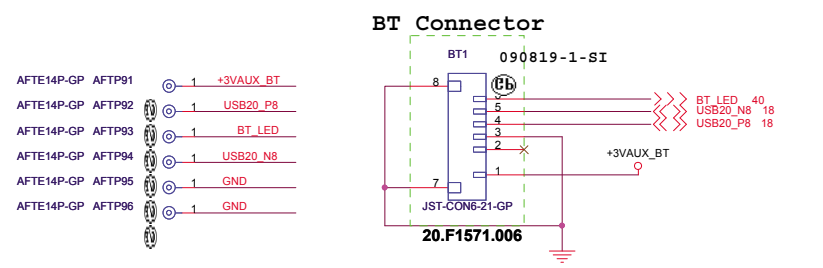 BT Connector
BT1
090819-1-SI
AFTE14P-GP AFTP91 1 +3VAUX_BT
AFTE14P-GP AFTP92 1 USB20_P8
AFTE14P-GP AFTP93 1 BT_LED
AFTE14P-GP AFTP94 1 USB20_N8
AFTE14P-GP AFTP95 1 GND
AFTE14P-GP AFTP96 1 GND
8
6 BT_LED 40
5 USB20_N8 18
4 USB20_P8 18
3
2
1 +3VAUX_BT
7
JST-CON6-21-GP
20.F1571.006